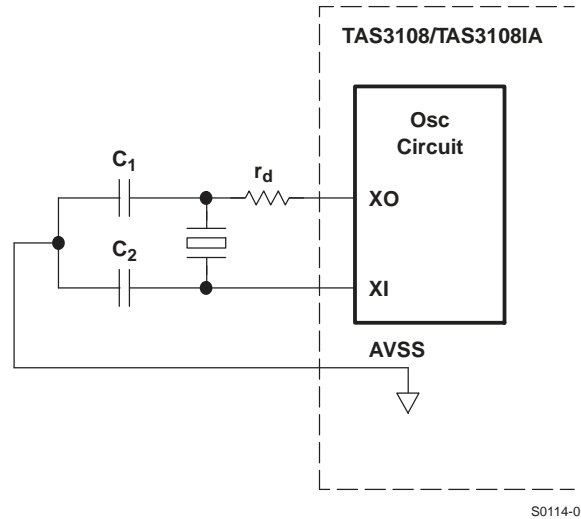 TAS3108/TAS3108IA
Osc
Circuit
C1
rd
XO
C2
XI
AVSS
S0114-0